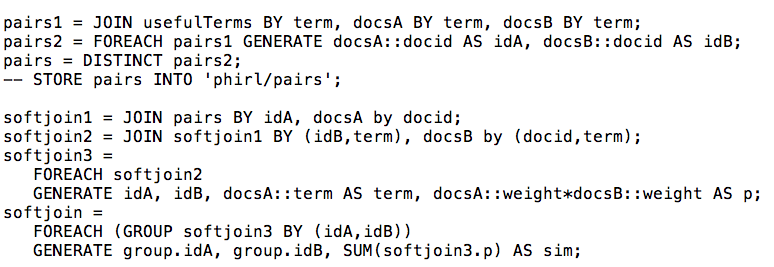 pairs1 = JOIN usefulTerms BY term, docsA BY term, docsB BY term;
pairs2 = FOREACH pairs1 GENERATE docsA::docid AS idA, docsB::docid AS idB;
pairs = DISTINCT pairs2;
-- STORE pairs INTO 'phirl/pairs';

softjoin1 = JOIN pairs BY idA, docsA by docid;
softjoin2 = JOIN softjoin1 BY (idB,term), docsB by (docid,term);
softjoin3 =
   FOREACH softjoin2
   GENERATE idA, idB, docsA::term AS term, docsA::weight*docsB::weight AS p;
softjoin =
   FOREACH (GROUP softjoin3 BY (idA,idB))
   GENERATE group.idA, group.idB, SUM(softjoin3.p) AS sim;